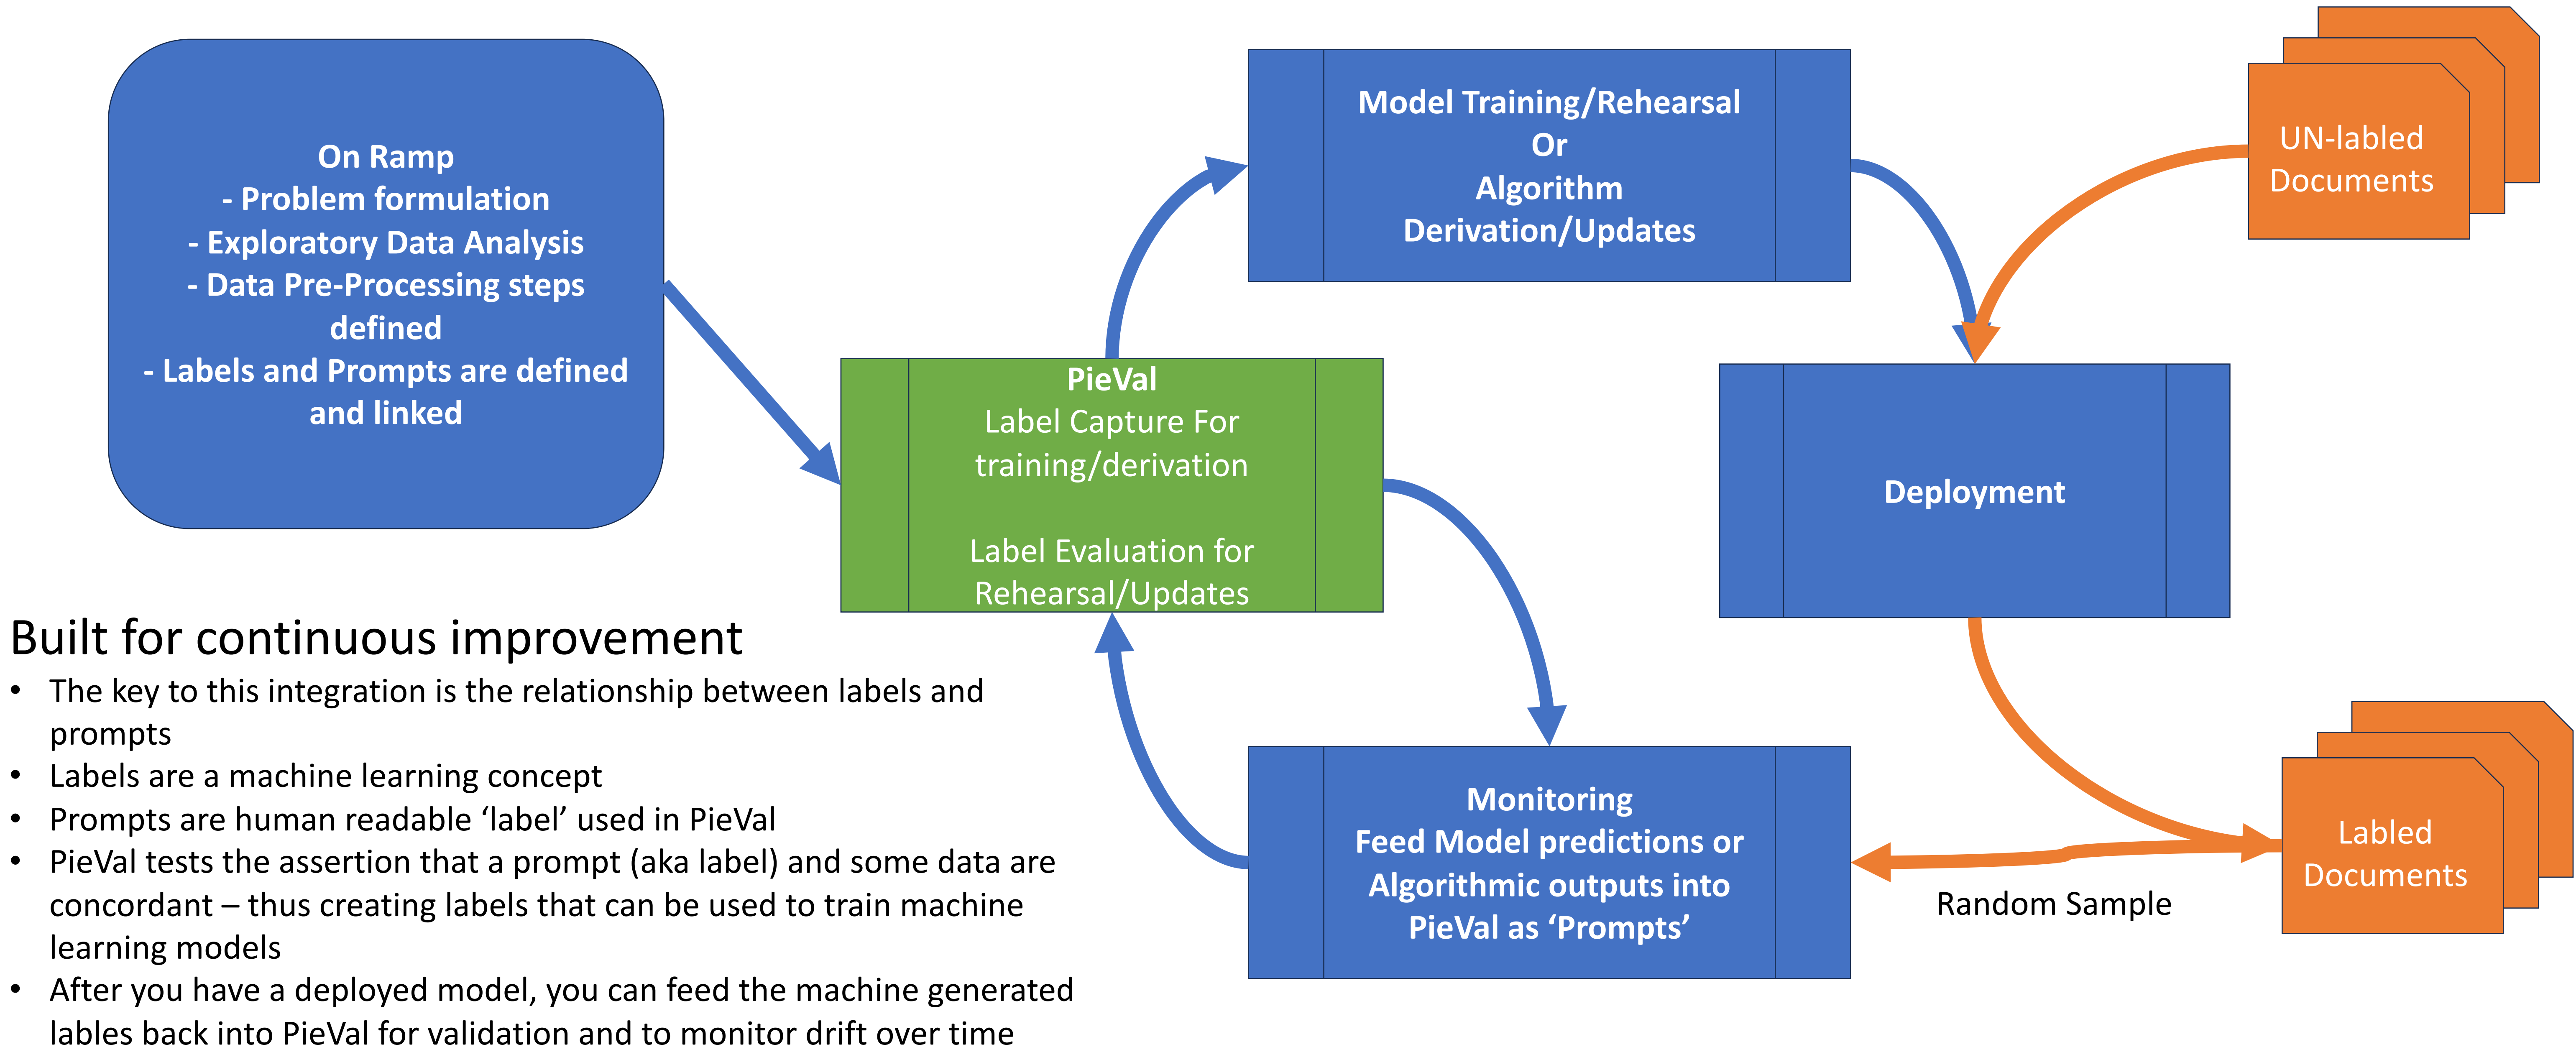 On Ramp
- Problem formulation
- Exploratory Data Analysis
- Data Pre-Processing steps
defined
- Labels and Prompts are defined
and linked
Model Training/Rehearsal
Or
Algorithm
Derivation/Updates
UN-labled
Documents
PieVal
Label Capture For
training/derivation
Label Evaluation for
Rehearsal/Updates
Deployment
Built for continuous improvement
• The key to this integration is the relationship between labels and
prompts
• Labels are a machine learning concept
• Prompts are human readable ‘label’ used in PieVal
• PieVal tests the assertion that a prompt (aka label) and some data are
concordant – thus creating labels that can be used to train machine
learning models
• After you have a deployed model, you can feed the machine generated
lables back into PieVal for validation and to monitor drift over time
Monitoring
Feed Model predictions or
Algorithmic outputs into
PieVal as ‘Prompts’
Random Sample
Labled
Documents